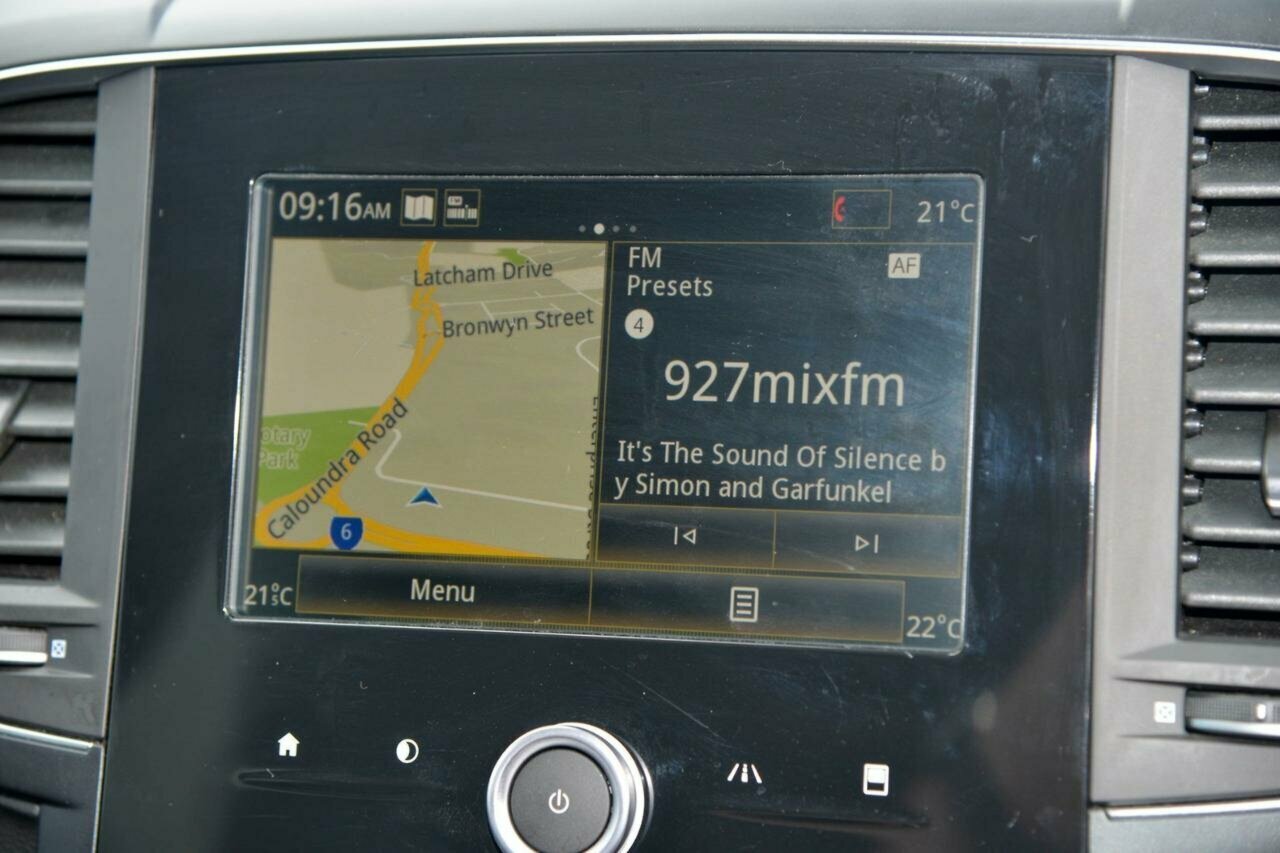 09:16AM
FM
21°C
Latcham Drive
Bronwyn Street
Caloundra Road
otary
Park
6
FM
Presets
AF
4
927mixfm
It's The Sound Of Silence b
y Simon and Garfunkel
21°C
Menu
22°C